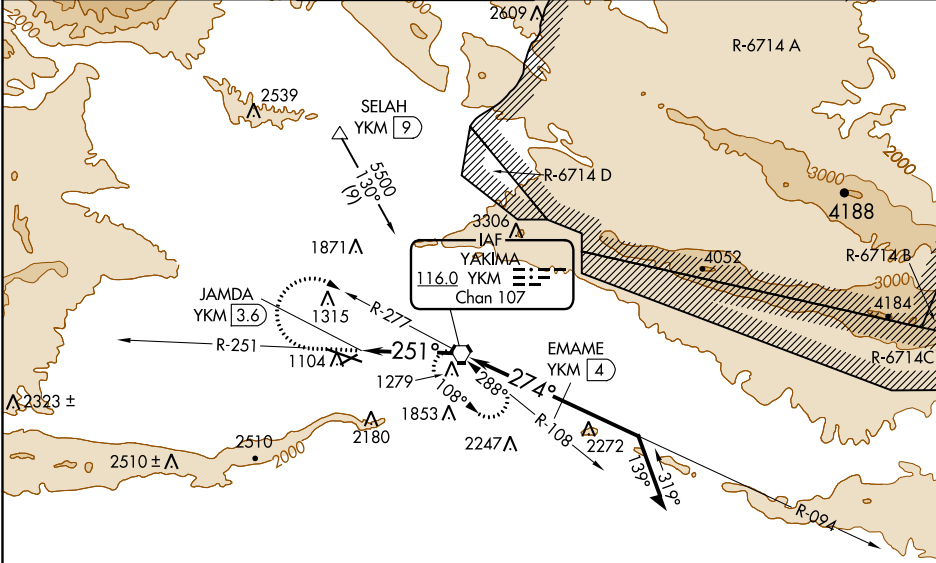 2000
2609
R-6714 A
2539
SELAH
YKM 9
5500
130°
(9)
R-6714 D
3000
2000
4188
3306
IAF
YAKIMA
116.0 YKM
Chan 107
1871
4052
R-6714 B
3000
4184
JAMDA
YKM 3.6
1315
R-277
R-251
1104
251°
1279
108°
288°
274°
EMAME
YKM 4
R-6714C
2323 ±
1853
R-108
2180
2247
2272
2510
2510 ±
2000
139°
319°
R-094